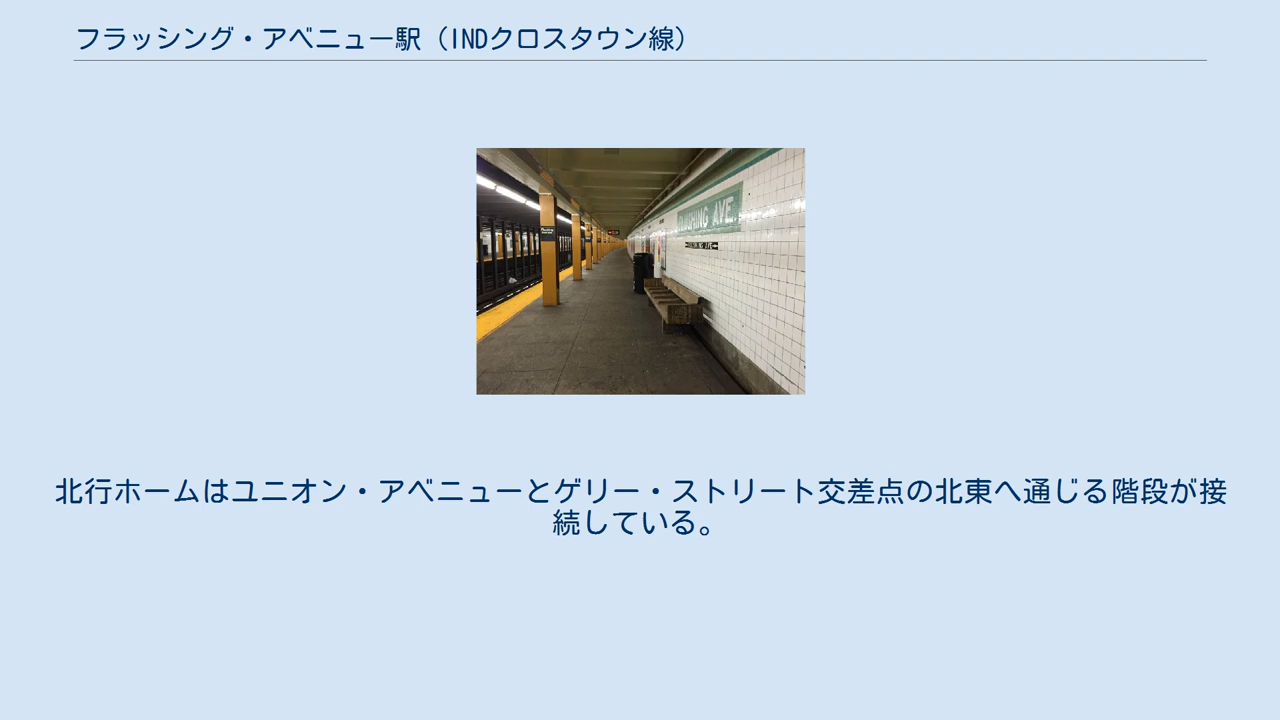 フラッシング・アベニュー駅（INDクロスタウン線）
FLUSHING AVE.
北行ホームはユニオン・アベニューとゲリー・ストリート交差点の北東へ通じる階段が接
続している。